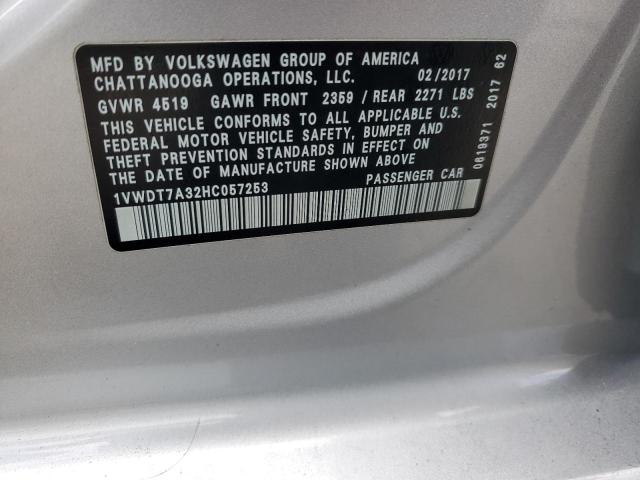 MFD BY VOLKSWAGEN GROUP OF AMERICA
CHATTANOOGA OPERATIONS, LLC. 02/2017
GVWR 4519 GAWR FRONT 2359 / REAR 2271 LBS
THIS VEHICLE CONFORMS TO ALL APPLICABLE U.S.
FEDERAL MOTOR VEHICLE SAFETY, BUMPER AND
THEFT PREVENTION STANDARDS IN EFFECT ON
THE DATE OF MANUFACTURE SHOWN ABOVE
1VWDT7A32HC057253 PASSENGER CAR
0619371 2017 62